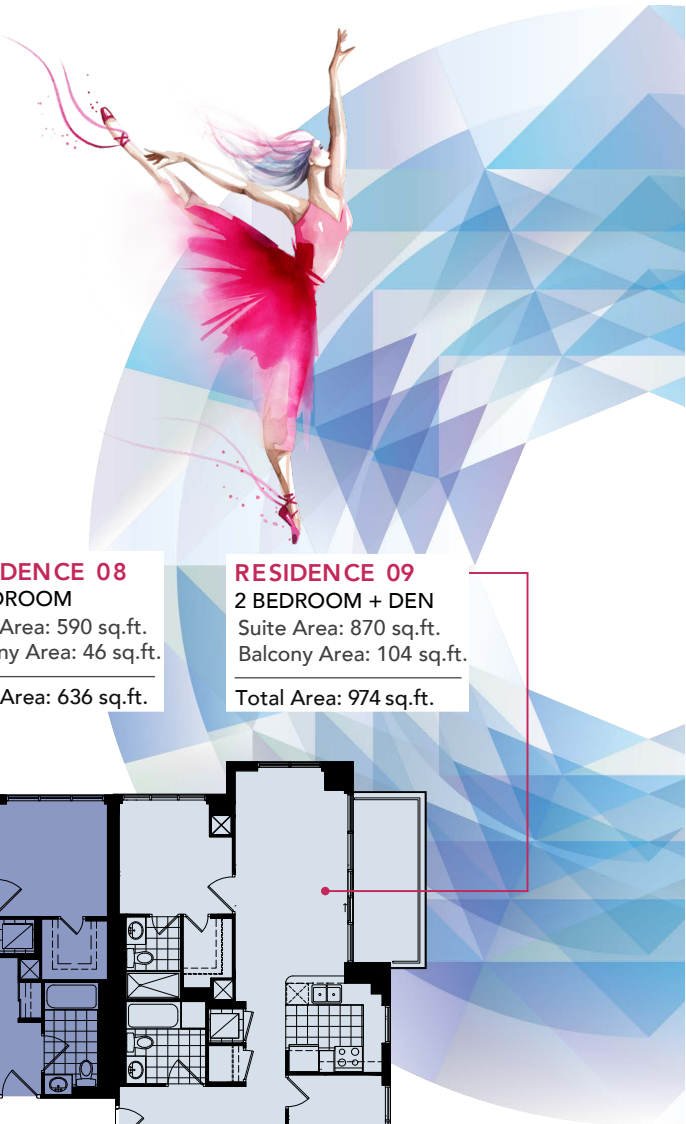 DENCE 08
DROOM
Area: 590 sq.ft.
ny Area: 46 sq.ft.
Area: 636 sq.ft.
RESIDENCE 09
2 BEDROOM + DEN
Suite Area: 870 sq.ft.
Balcony Area: 104 sq.ft.
Total Area: 974 sq.ft.